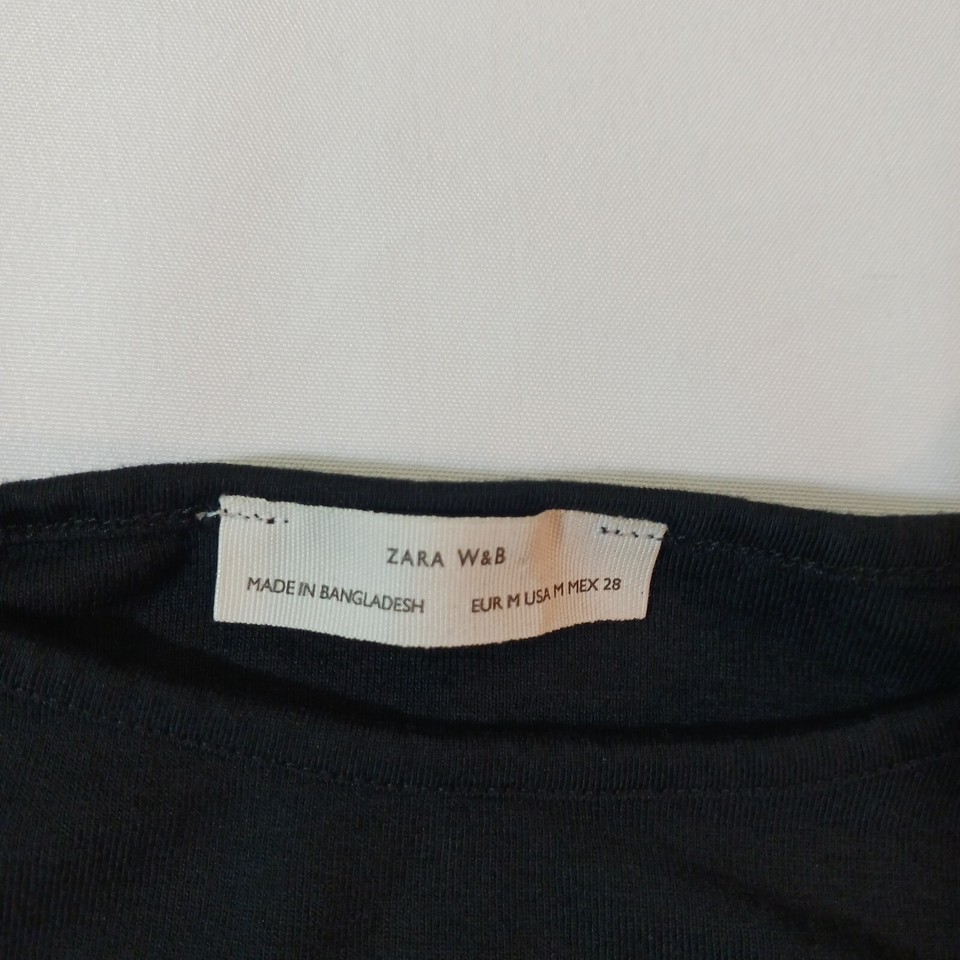 ZARA W&B
MADE IN BANGLADESH EUR M USA M MEX 28